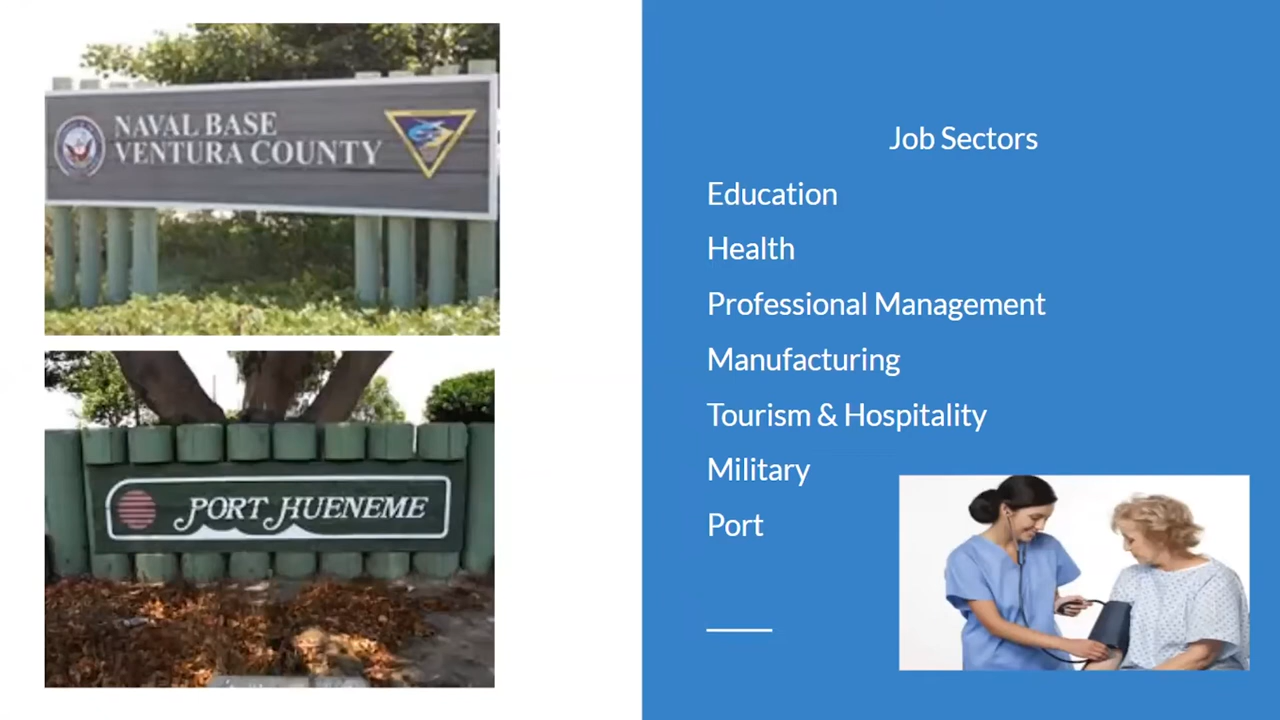 NAVAL BASE
VENTURA COUNTY
PORT HUENEME
Job Sectors
Education
Health
Professional Management
Manufacturing
Tourism & Hospitality
Military
Port